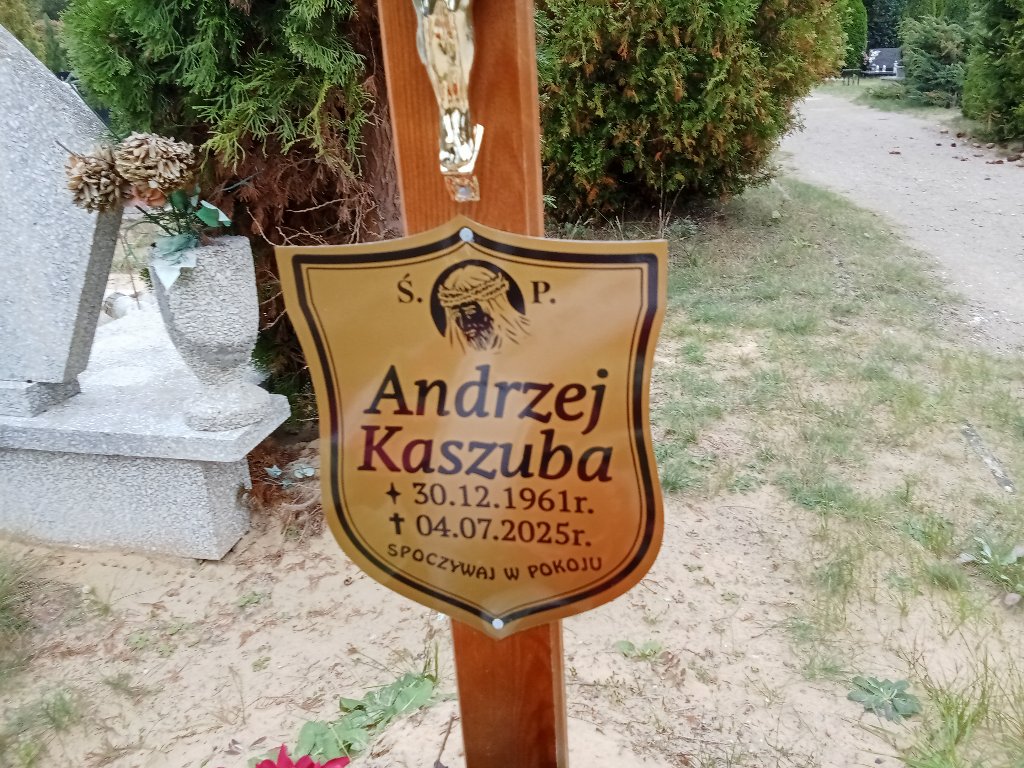 Ś. P.
Andrzej
Kaszuba
✦ 30.12.1961r.
✝ 04.07.2025r.
SPOCZYWAJ W POKOJU